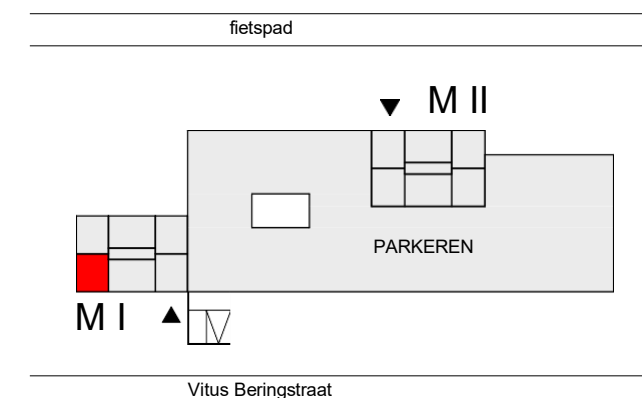 fietspad
M II
PARKEREN
M I
Vitus Beringstraat